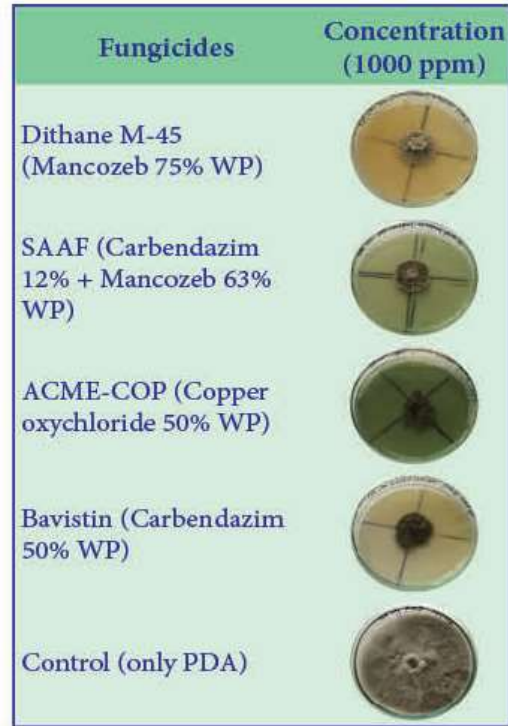 Fungicides
Concentration
(1000 ppm)
Dithane M-45
(Mancozeb 75% WP)
SAAF (Carbendazim
12% + Mancozeb 63%
WP)
ACME-COP (Copper
oxychloride 50% WP)
Bavistin (Carbendazim
50% WP)
Control (only PDA)